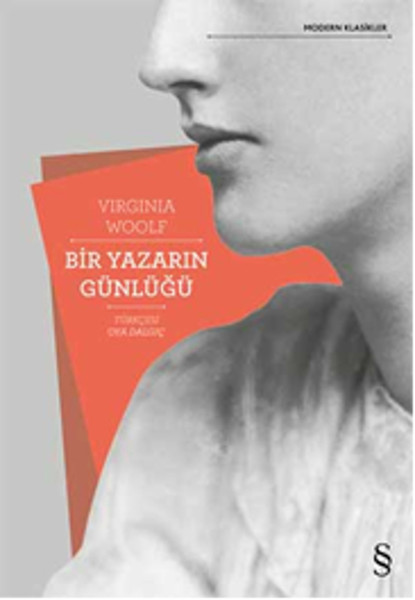 MODERN KLASİKLER
VIRGINIA
WOOLF
BİR YAZARIN
GÜNLÜĞÜ
TÜRKÇESİ
OYA DALGIÇ